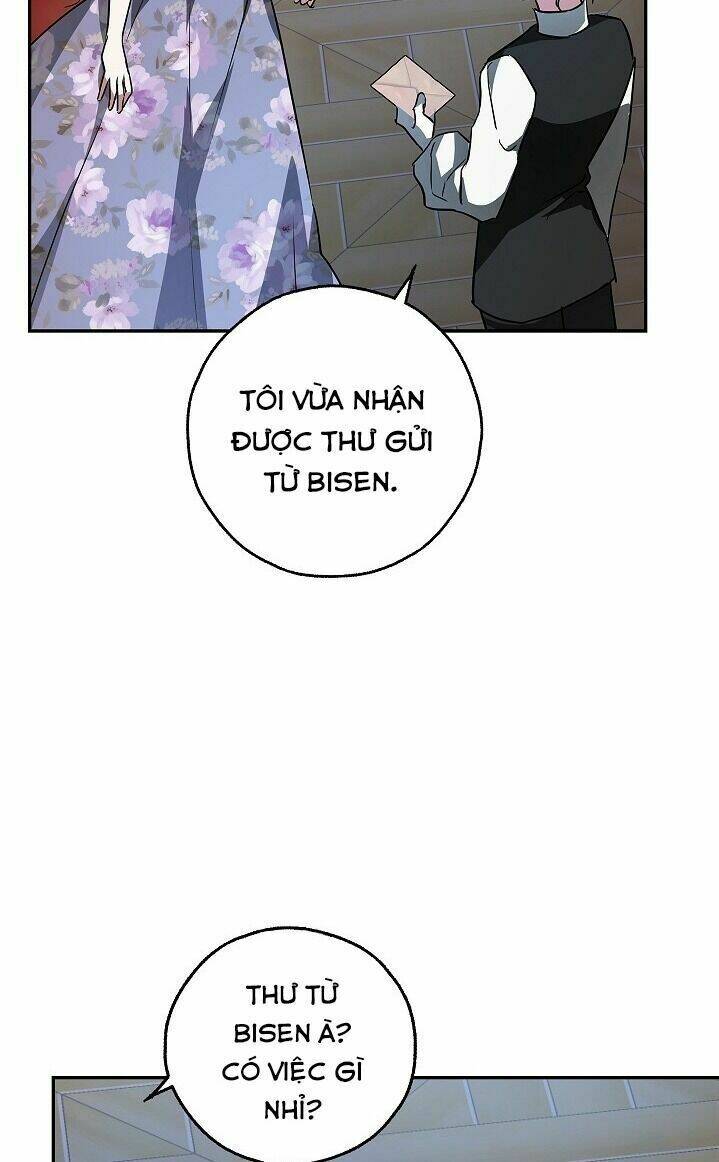 TÔI VỪA NHẬN
ĐƯỢC THƯ GỬI
TỪ BISEN.
THƯ TỪ
BISEN À?
CÓ VIỆC GÌ
NHỈ?